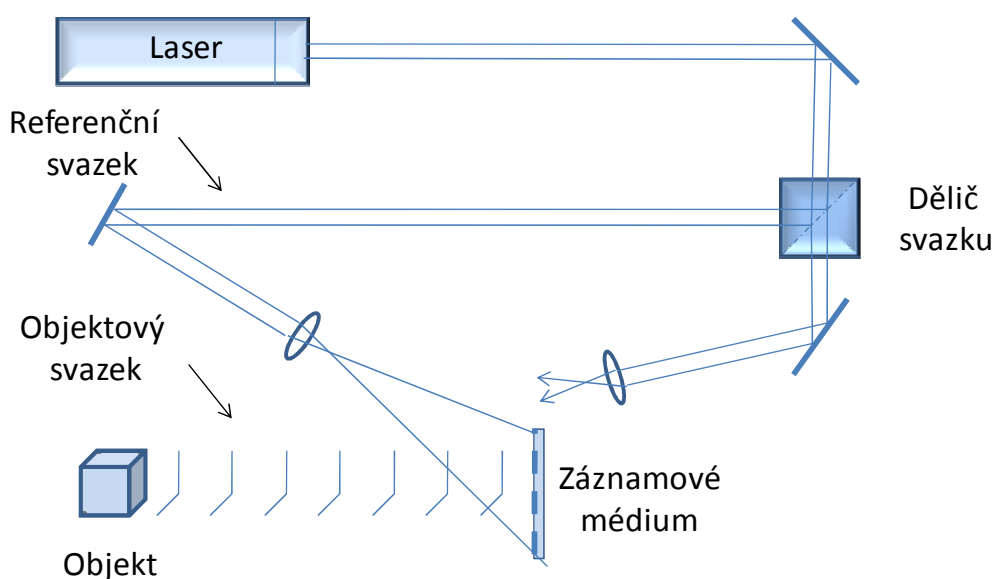 Laser
Referenční
svazek
Dělič
svazku
Objektový
svazek
Záznamové
médium
Objekt